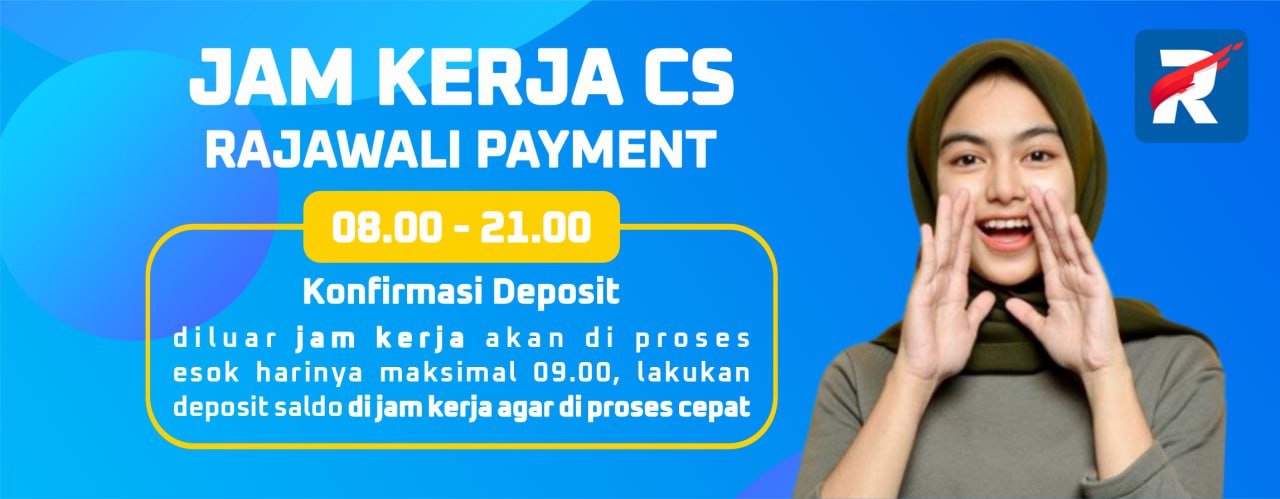 JAM KERJA CS
RAJAWALI PAYMENT
08.00 - 21.00
Konfirmasi Deposit
diluar jam kerja akan di proses
esok harinya maksimal 09.00, lakukan
deposit saldo di jam kerja agar di proses cepat
R